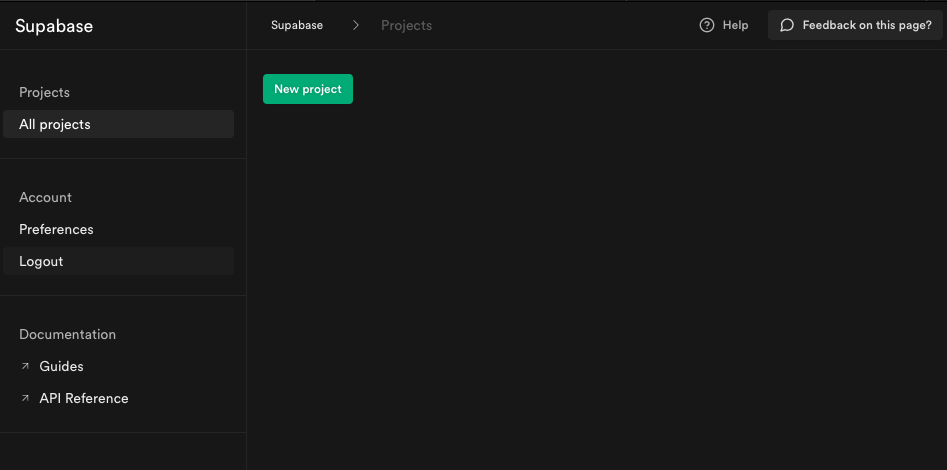 Supabase
Supabase
Projects
Help
Feedback on this page?
Projects
All projects
Account
Preferences
Logout
Documentation
Guides
API Reference
New project